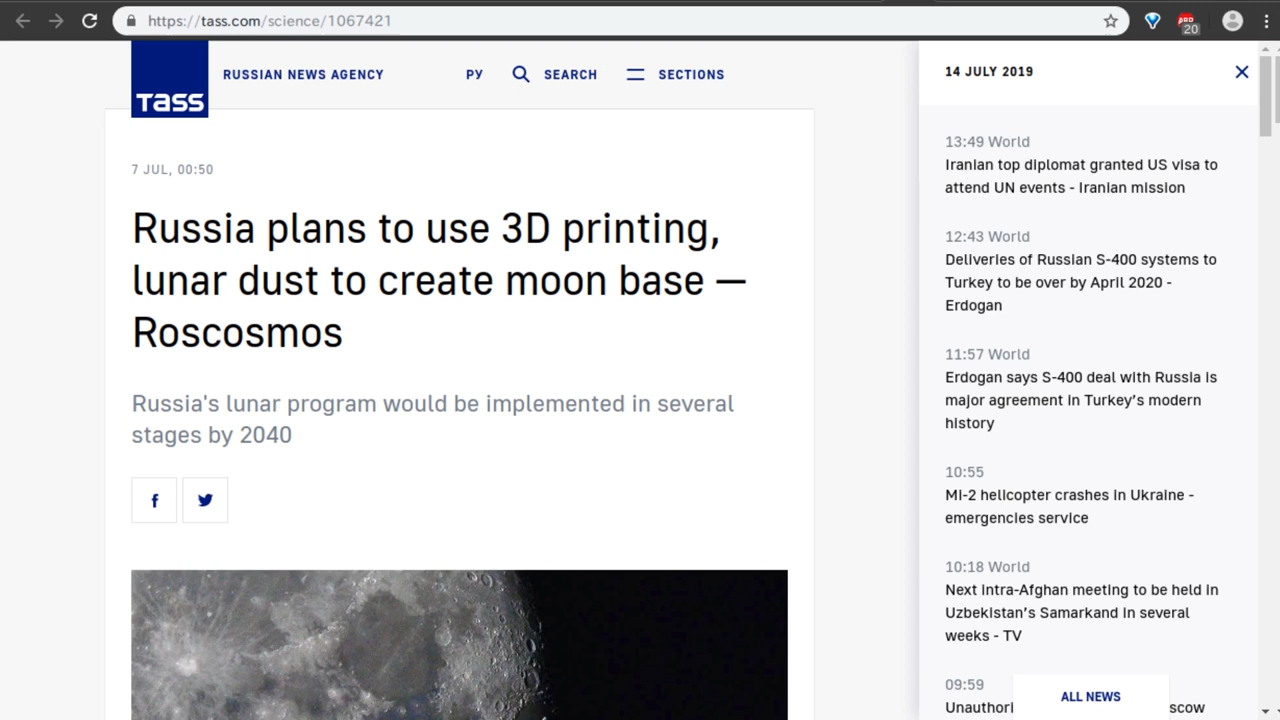 https://tass.com/science/1067421
20
TASS
RUSSIAN NEWS AGENCY
РУ
SEARCH
SECTIONS
7 JUL, 00:50
Russia plans to use 3D printing,
lunar dust to create moon base —
Roscosmos
Russia's lunar program would be implemented in several
stages by 2040
14 JULY 2019
13:49 World
Iranian top diplomat granted US visa to
attend UN events - Iranian mission
12:43 World
Deliveries of Russian S-400 systems to
Turkey to be over by April 2020 -
Erdogan
11:57 World
Erdogan says S-400 deal with Russia is
major agreement in Turkey’s modern
history
10:55
MI-2 helicopter crashes in Ukraine -
emergencies service
10:18 World
Next intra-Afghan meeting to be held in
Uzbekistan’s Samarkand in several
weeks - TV
09:59
ALL NEWS